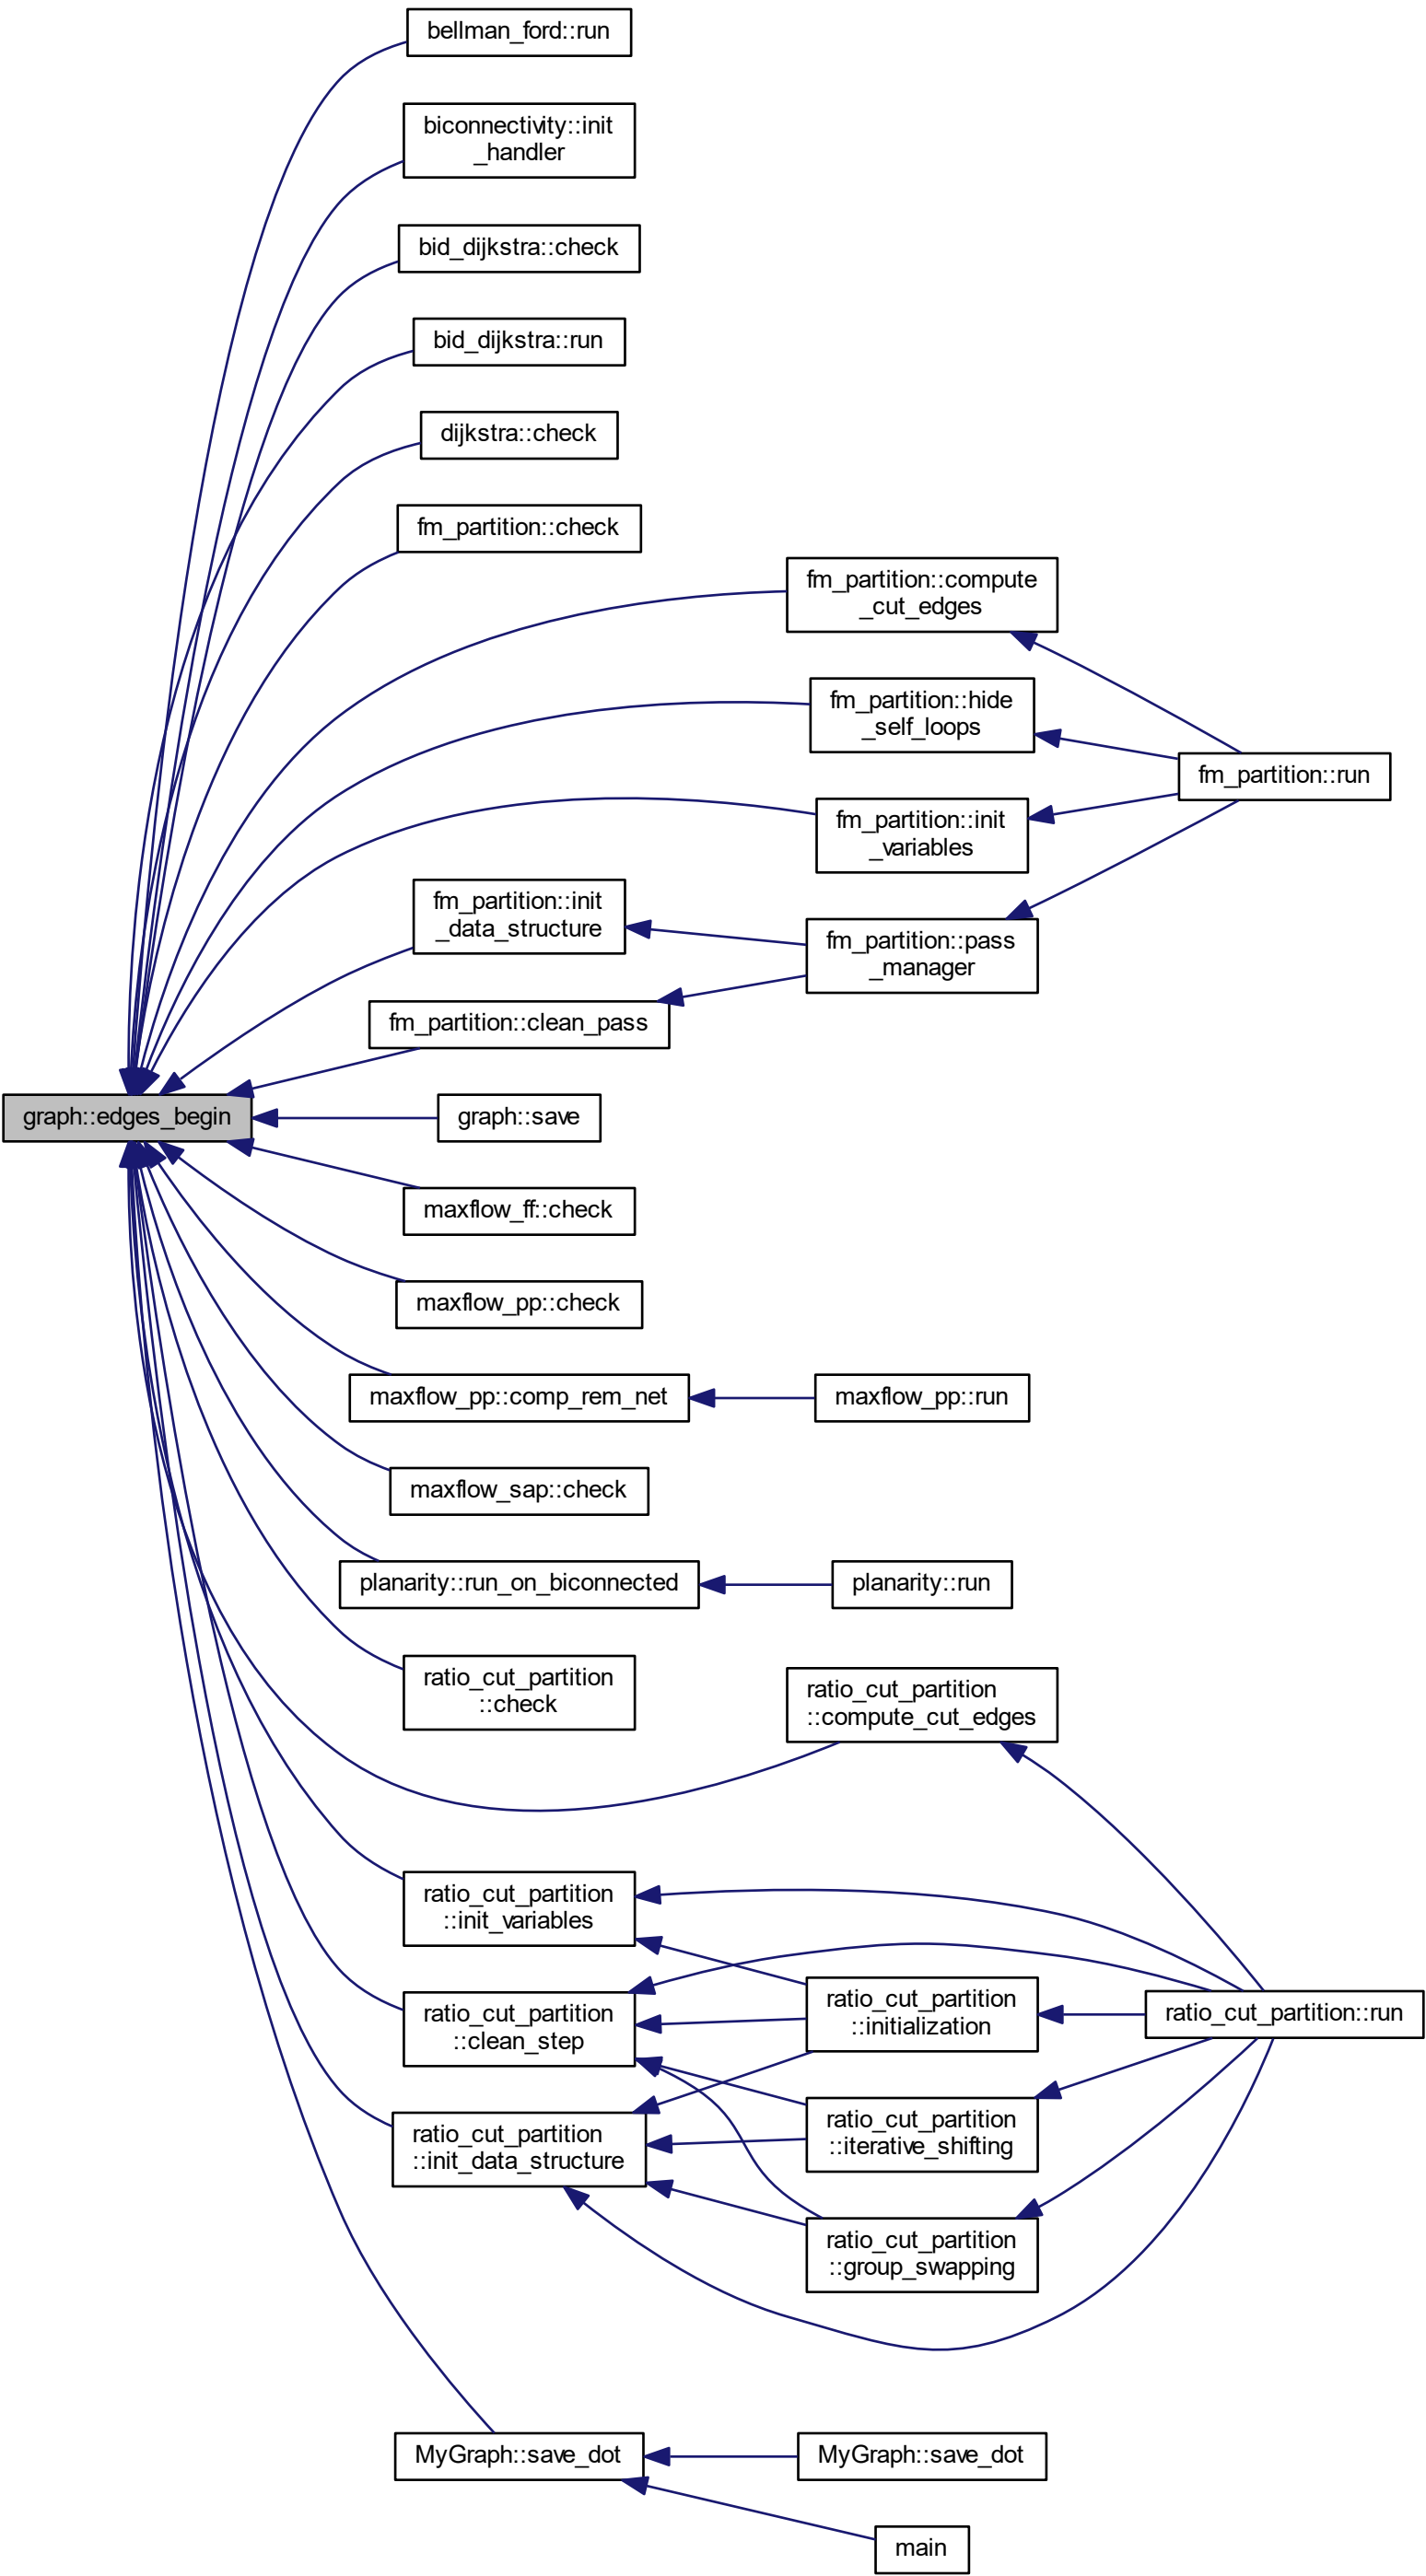 bellman_ford::run
biconnectivity::init
_handler
bid_dijkstra::check
bid_dijkstra::run
dijkstra::check
fm_partition::check
fm_partition::compute
_cut_edges
fm_partition::hide
_self_loops
fm_partition::run
fm_partition::init
_variables
fm_partition::init
_data_structure
fm_partition::pass
_manager
fm_partition::clean_pass
graph::edges_begin
graph::save
maxflow_ff::check
maxflow_pp::check
maxflow_pp::comp_rem_net
maxflow_pp::run
maxflow_sap::check
planarity::run_on_biconnected
planarity::run
ratio_cut_partition
::check
ratio_cut_partition
::compute_cut_edges
ratio_cut_partition
::init_variables
ratio_cut_partition
::clean_step
ratio_cut_partition
::initialization
ratio_cut_partition::run
ratio_cut_partition
::init_data_structure
ratio_cut_partition
::iterative_shifting
ratio_cut_partition
::group_swapping
MyGraph::save_dot
MyGraph::save_dot
main